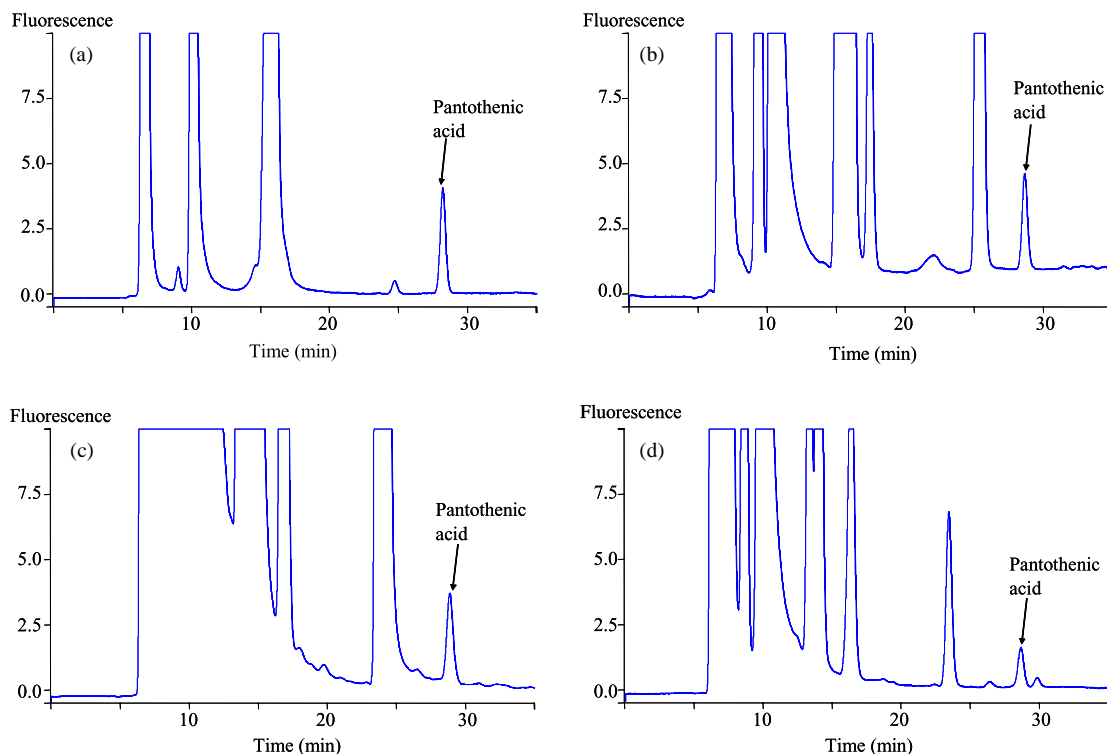 Fluorescence
(a)
7.5
5.0
2.5
0.0
Pantothenic
acid
10
20
30
Time (min)
Fluorescence
(b)
7.5
5.0
2.5
0.0
Pantothenic
acid
10
20
30
Time (min)
Fluorescence
(c)
7.5
5.0
2.5
0.0
Pantothenic
acid
10
20
30
Time (min)
Fluorescence
(d)
7.5
5.0
2.5
0.0
Pantothenic
acid
10
20
30
Time (min)